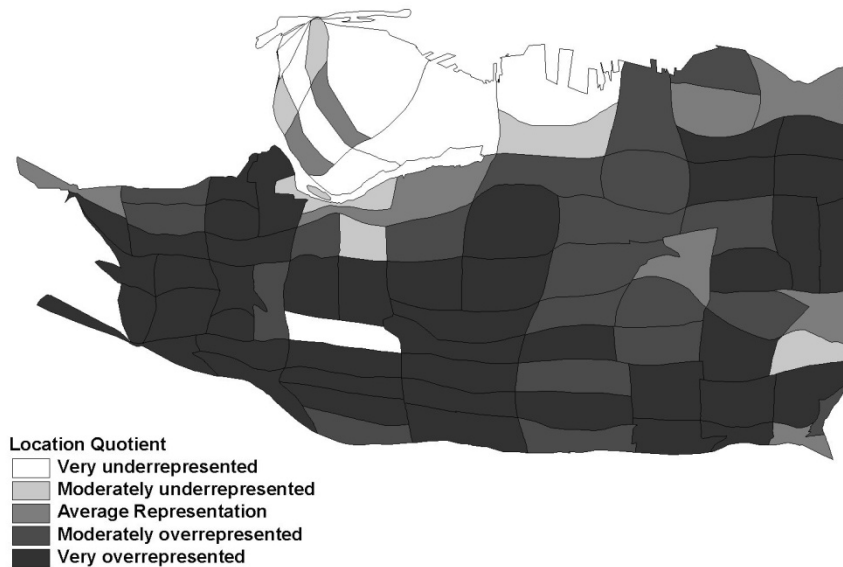 Location Quotient
Very underrepresented
Moderately underrepresented
Average Representation
Moderately overrepresented
Very overrepresented